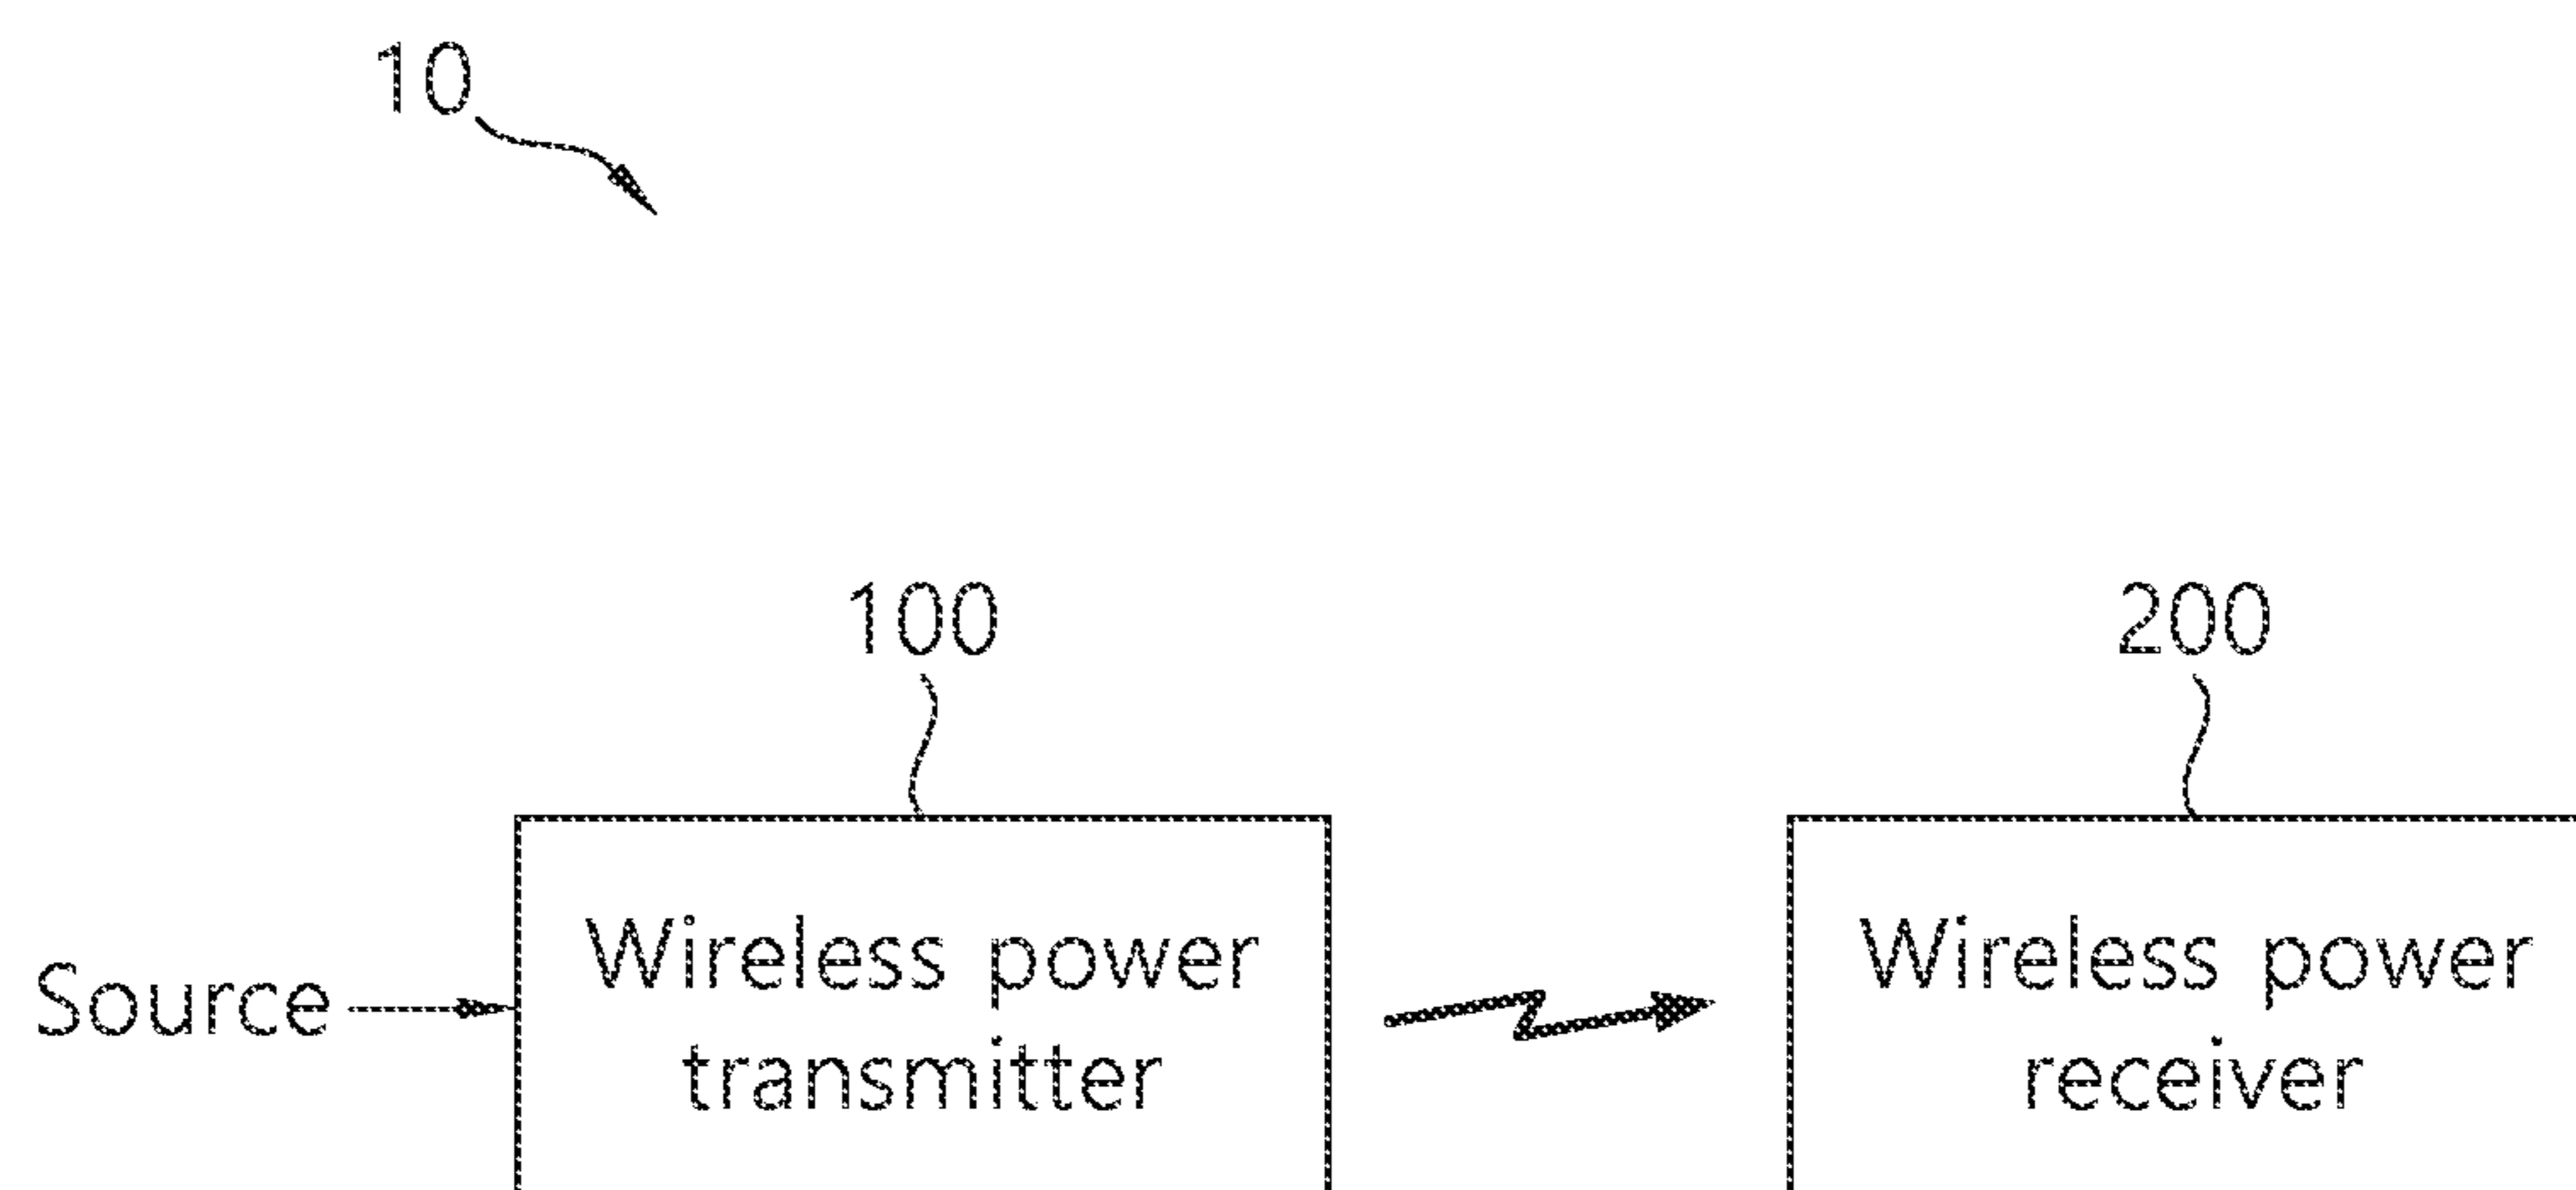 10
100
200
Source
Wireless power
transmitter
Wireless power
receiver